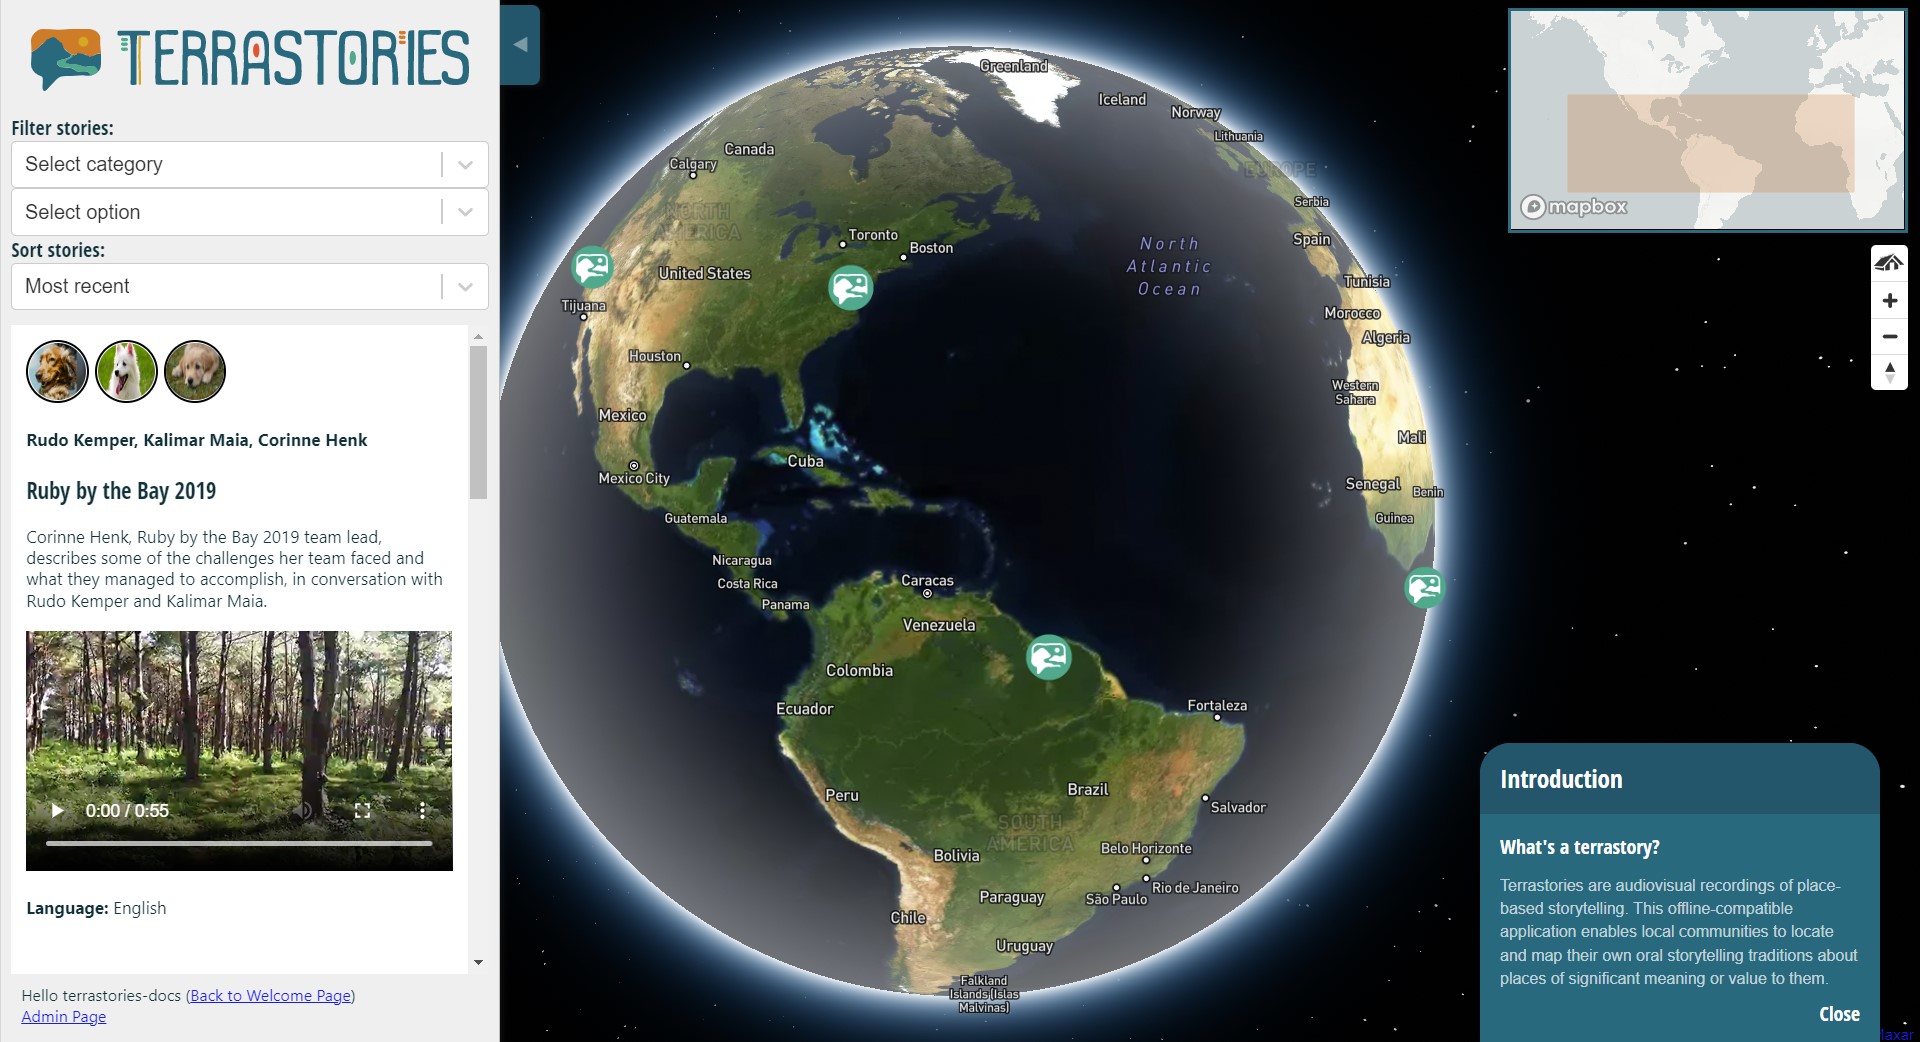 TERRASTORIES
Filter stories:
Select category
Select option
Sort stories:
Most recent
Rudo Kemper, Kalimar Maia, Corinne Henk
Ruby by the Bay 2019
Corinne Henk, Ruby by the Bay 2019 team lead,
describes some of the challenges her team faced and
what they managed to accomplish, in conversation with
Rudo Kemper and Kalimar Maia.
0:00 / 0:55
Language: English
Hello terrastories-docs (Back to Welcome Page)
Admin Page
Greenland
Iceland
Norway
Lithuania
Canada
Calgary
EUROPE
Serbia
NORTH
AMERICA
Toronto
Boston
Spain
North
Atlantic
Ocean
United States
Tunisia
Tijuana
Morocco
Algeria
Houston
Western
Sahara
Mexico
Mali
Cuba
Mexico City
Senegal
Benin
Guatemala
Guinea
Nicaragua
Costa Rica
Caracas
Panama
Venezuela
Colombia
Ecuador
Fortaleza
Peru
Brazil
Salvador
SOUTH
AMERICA
Bolivia
Belo Horizonte
Rio de Janeiro
Paraguay
São Paulo
Chile
Uruguay
Falkland
Islands (Islas
Malvinas)
mapbox
Introduction
What's a terrastory?
Terrastories are audiovisual recordings of place-
based storytelling. This offline-compatible
application enables local communities to locate
and map their own oral storytelling traditions about
places of significant meaning or value to them.
Close
Maxar